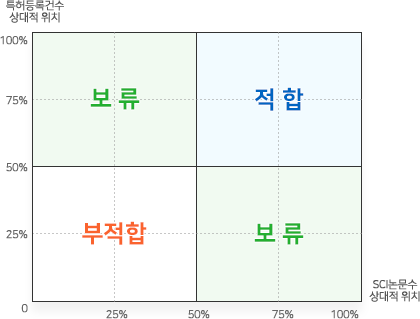 특허등록건수
상대적 위치
100%
보 류
적 합
75%
50%
부적합
보 류
25%
SCI논문수
상대적 위치
0
25%
50%
75%
100%